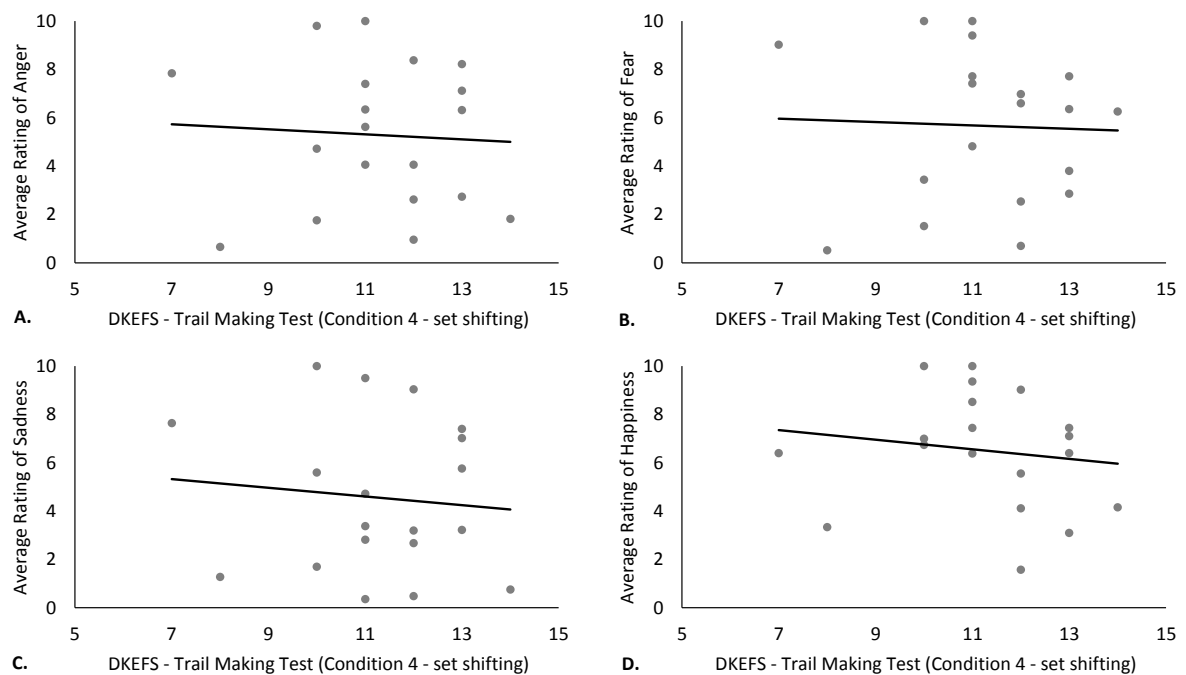 10
8
6
4
2
0
Average Rating of Anger
5 7 9 11 13 15
A. DKEFS - Trail Making Test (Condition 4 - set shifting)
10
8
6
4
2
0
Average Rating of Fear
5 7 9 11 13 15
B. DKEFS - Trail Making Test (Condition 4 - set shifting)
10
8
6
4
2
0
Average Rating of Sadness
5 7 9 11 13 15
C. DKEFS - Trail Making Test (Condition 4 - set shifting)
10
8
6
4
2
0
Average Rating of Happiness
5 7 9 11 13 15
D. DKEFS - Trail Making Test (Condition 4 - set shifting)